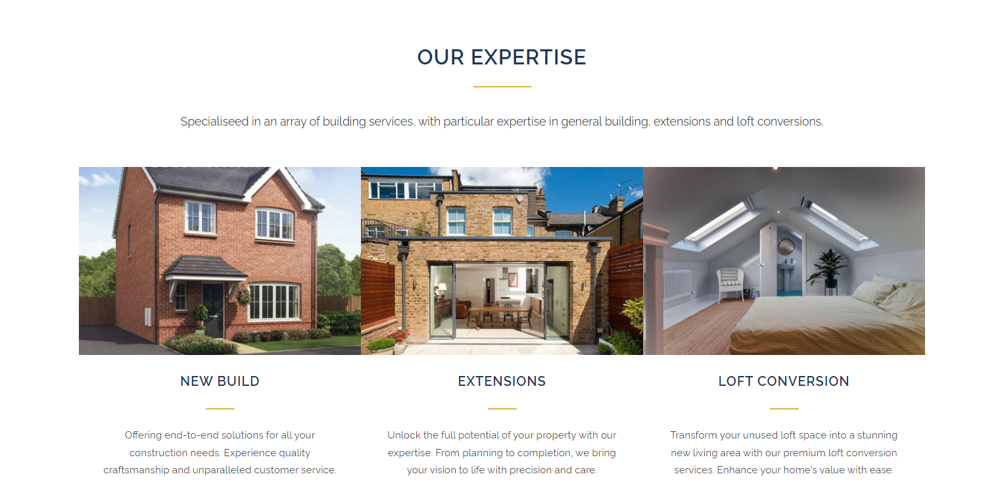 OUR EXPERTISE
Specialiseed in an array of building services, with particular expertise in general building, extensions and loft conversions.
NEW BUILD
Offering end-to-end solutions for all your
construction needs. Experience quality
craftsmanship and unparalleled customer service.
EXTENSIONS
Unlock the full potential of your property with our
expertise. From planning to completion, we bring
your vision to life with precision and care.
LOFT CONVERSION
Transform your unused loft space into a stunning
new living area with our premium loft conversion
services. Enhance your home's value with ease.